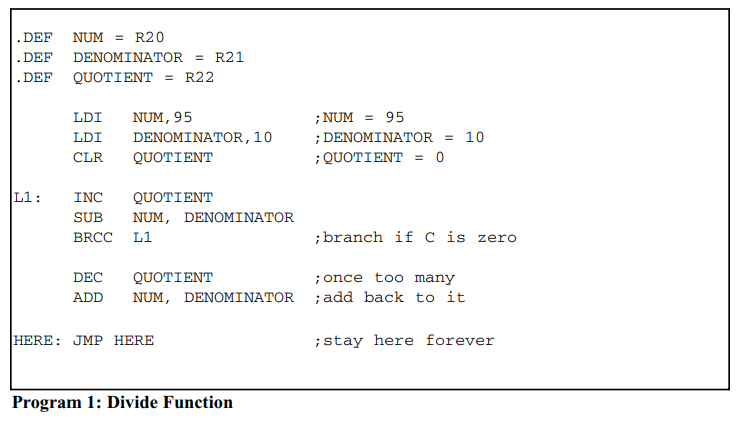 .DEF NUM = R20
.DEF DENOMINATOR = R21
.DEF QUOTIENT = R22
LDI NUM,95 ;NUM = 95
LDI DENOMINATOR,10 ;DENOMINATOR = 10
CLR QUOTIENT ;QUOTIENT = 0
L1: INC QUOTIENT
SUB NUM, DENOMINATOR
BRCC L1 ;branch if C is zero
DEC QUOTIENT ;once too many
ADD NUM, DENOMINATOR ;add back to it
HERE: JMP HERE ;stay here forever
Program 1: Divide Function